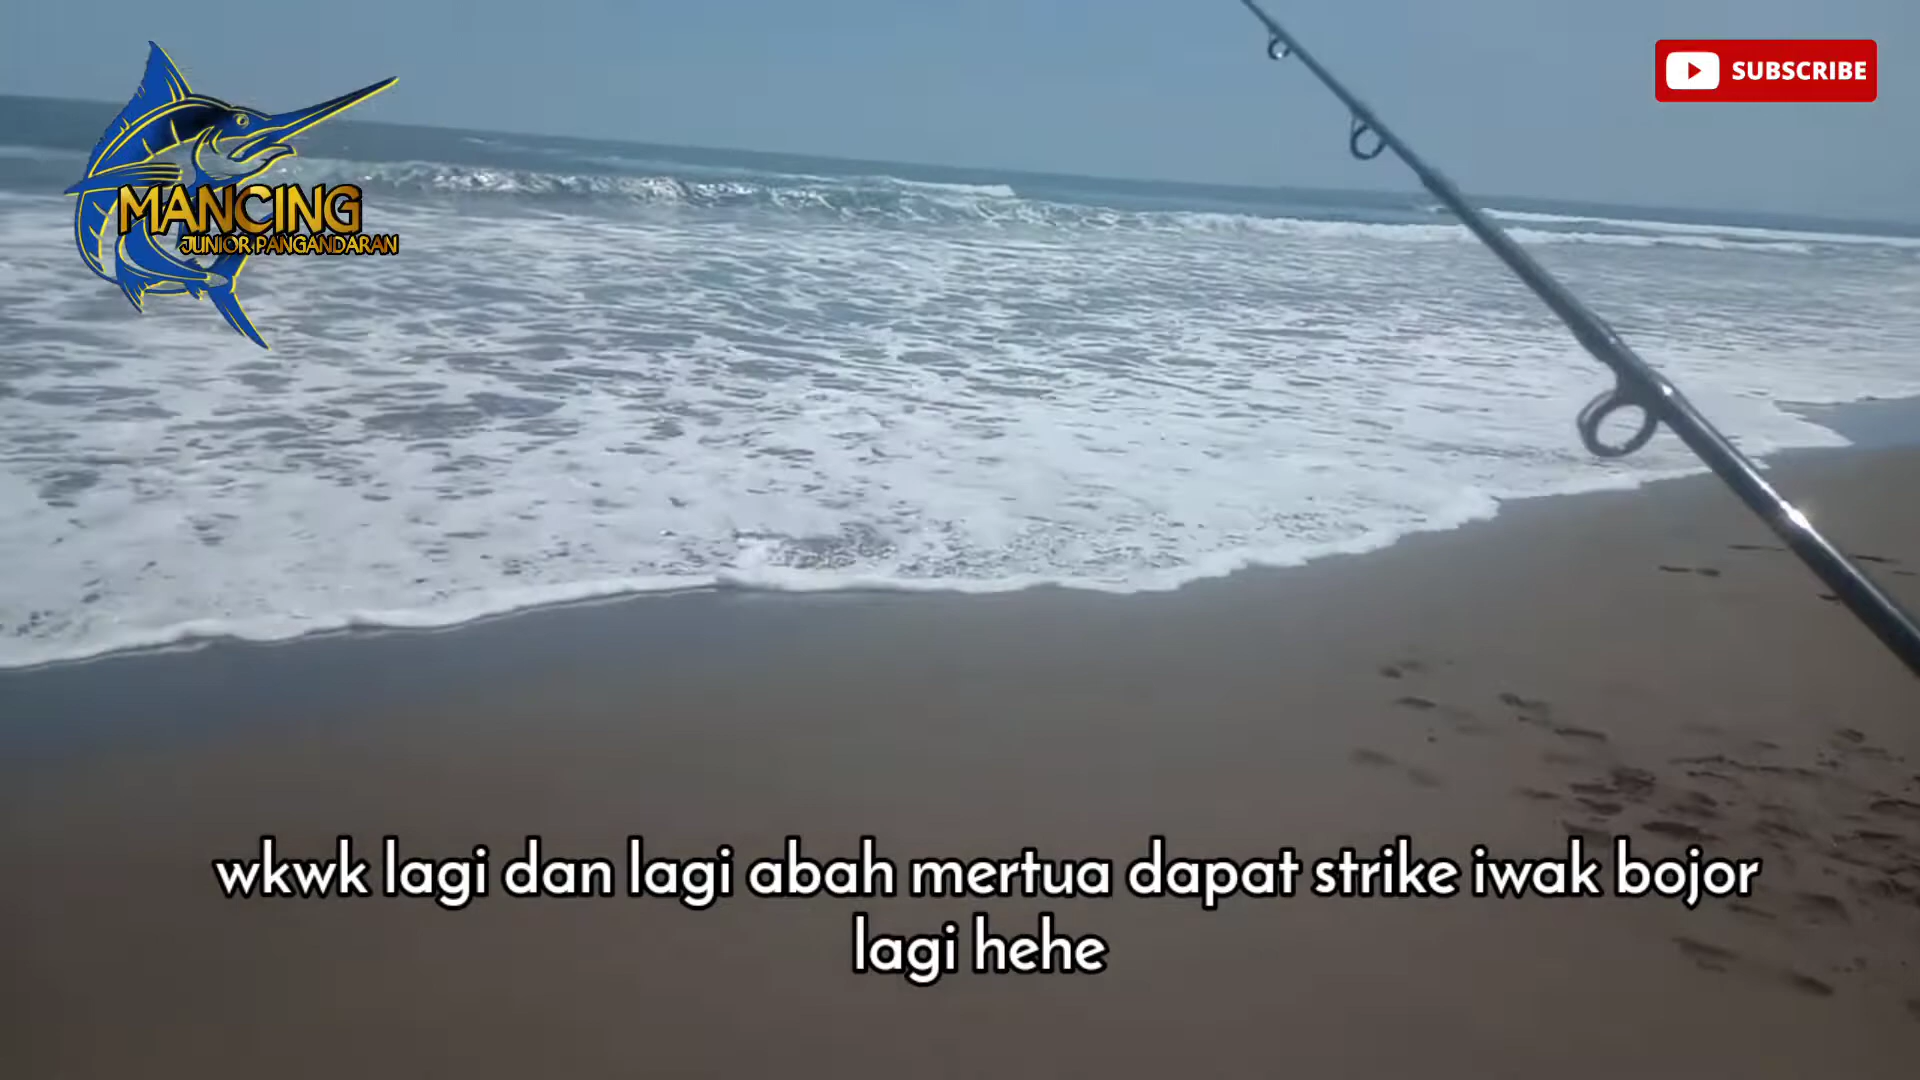 MANCING
JUNIOR PANGANDARAN
SUBSCRIBE
wkwk lagi dan lagi abah mertua dapat strike iwak bojor
lagi hehe